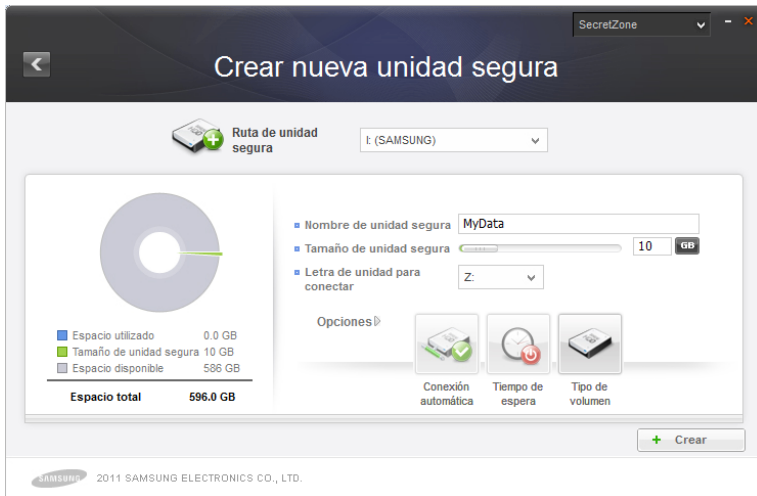 SecretZone
Crear nueva unidad segura
Ruta de unidad
segura
I: (SAMSUNG)
Nombre de unidad segura MyData
Tamaño de unidad segura 10 GB
Letra de unidad para
conectar
Z:
Opciones
Espacio utilizado 0.0 GB
Tamaño de unidad segura 10 GB
Espacio disponible 586 GB
Espacio total 596.0 GB
Conexión
automática
Tiempo de
espera
Tipo de
volumen
+ Crear
SAMSUNG 2011 SAMSUNG ELECTRONICS CO., LTD.